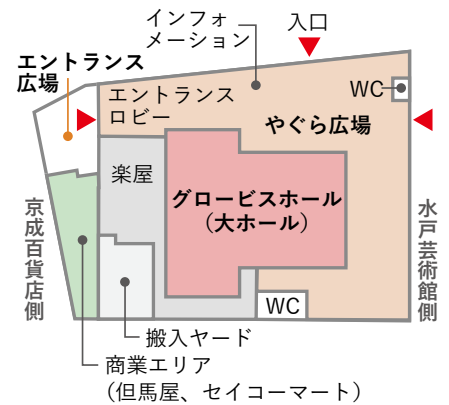 インフォ
メーション
入口
エントランス
広場
エントランス
ロビー
WC
やぐら広場
楽屋
グロービスホール
（大ホール）
京成百貨店側
水戸芸術館側
WC
搬入ヤード
商業エリア
（但馬屋、セイコーマート）